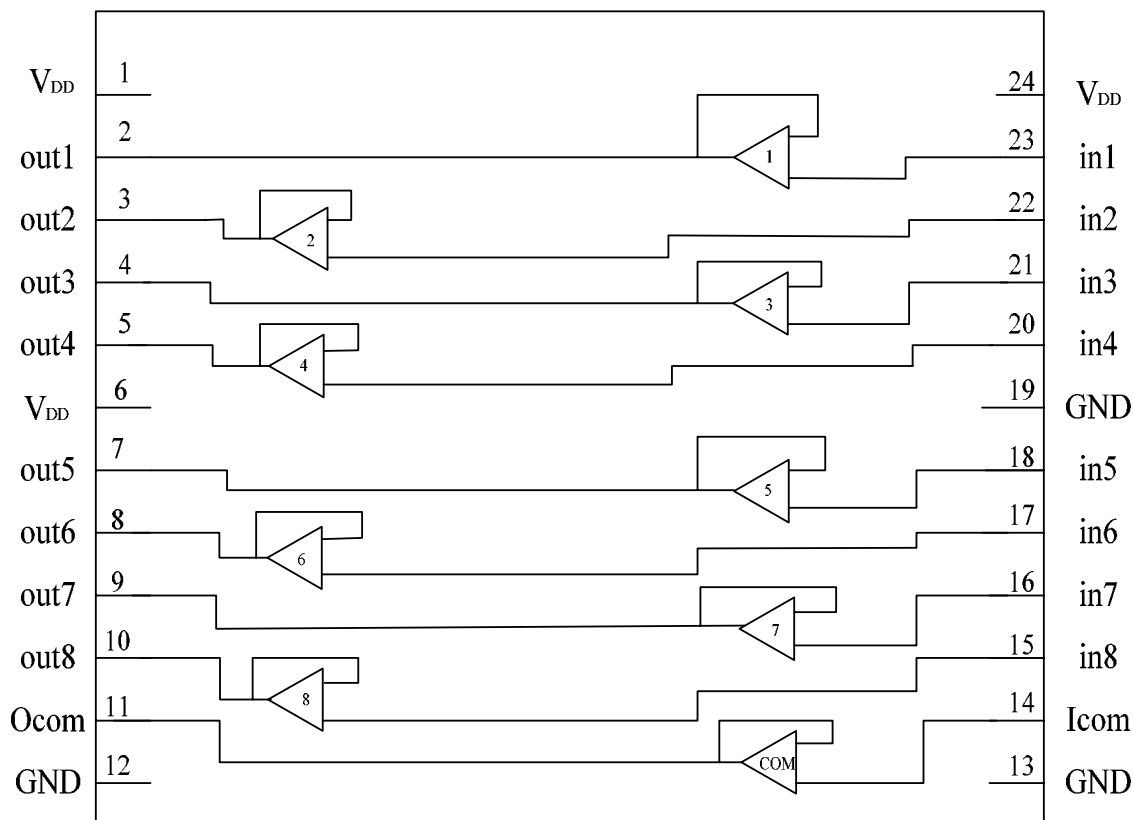 V_DD 1 24 V_DD
out1 2 1 23 in1
out2 3 2 22 in2
out3 4 3 21 in3
out4 5 4 20 in4
V_DD 6 19 GND
out5 7 5 18 in5
out6 8 6 17 in6
out7 9 7 16 in7
out8 10 8 15 in8
Ocom 11 COM 14 Icom
GND 12 13 GND